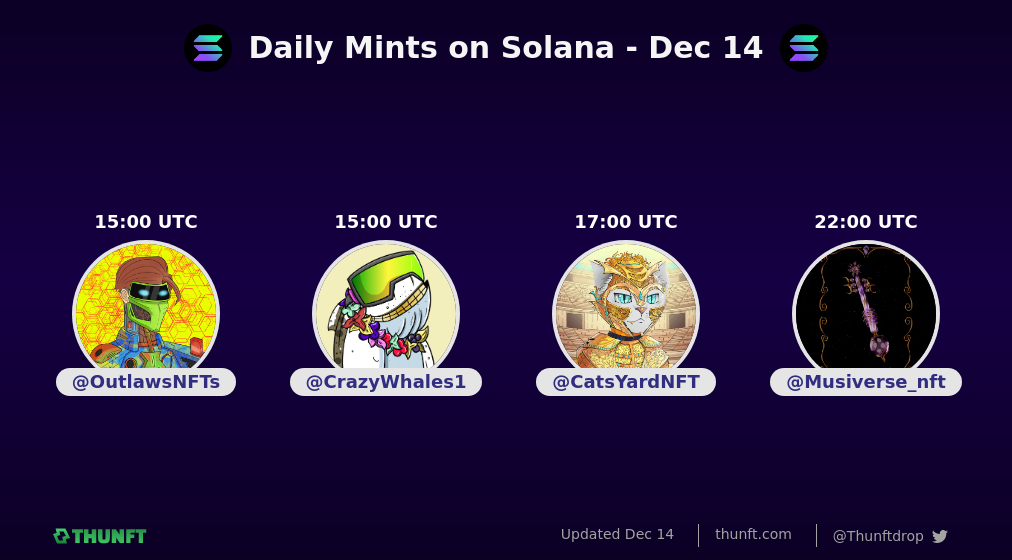 Daily Mints on Solana - Dec 14
15:00 UTC
15:00 UTC
17:00 UTC
22:00 UTC
@OutlawsNFTs
@CrazyWhales1
@CatsYardNFT
@Musiverse_nft
THUNFT
Updated Dec 14
thunft.com
@Thunftdrop